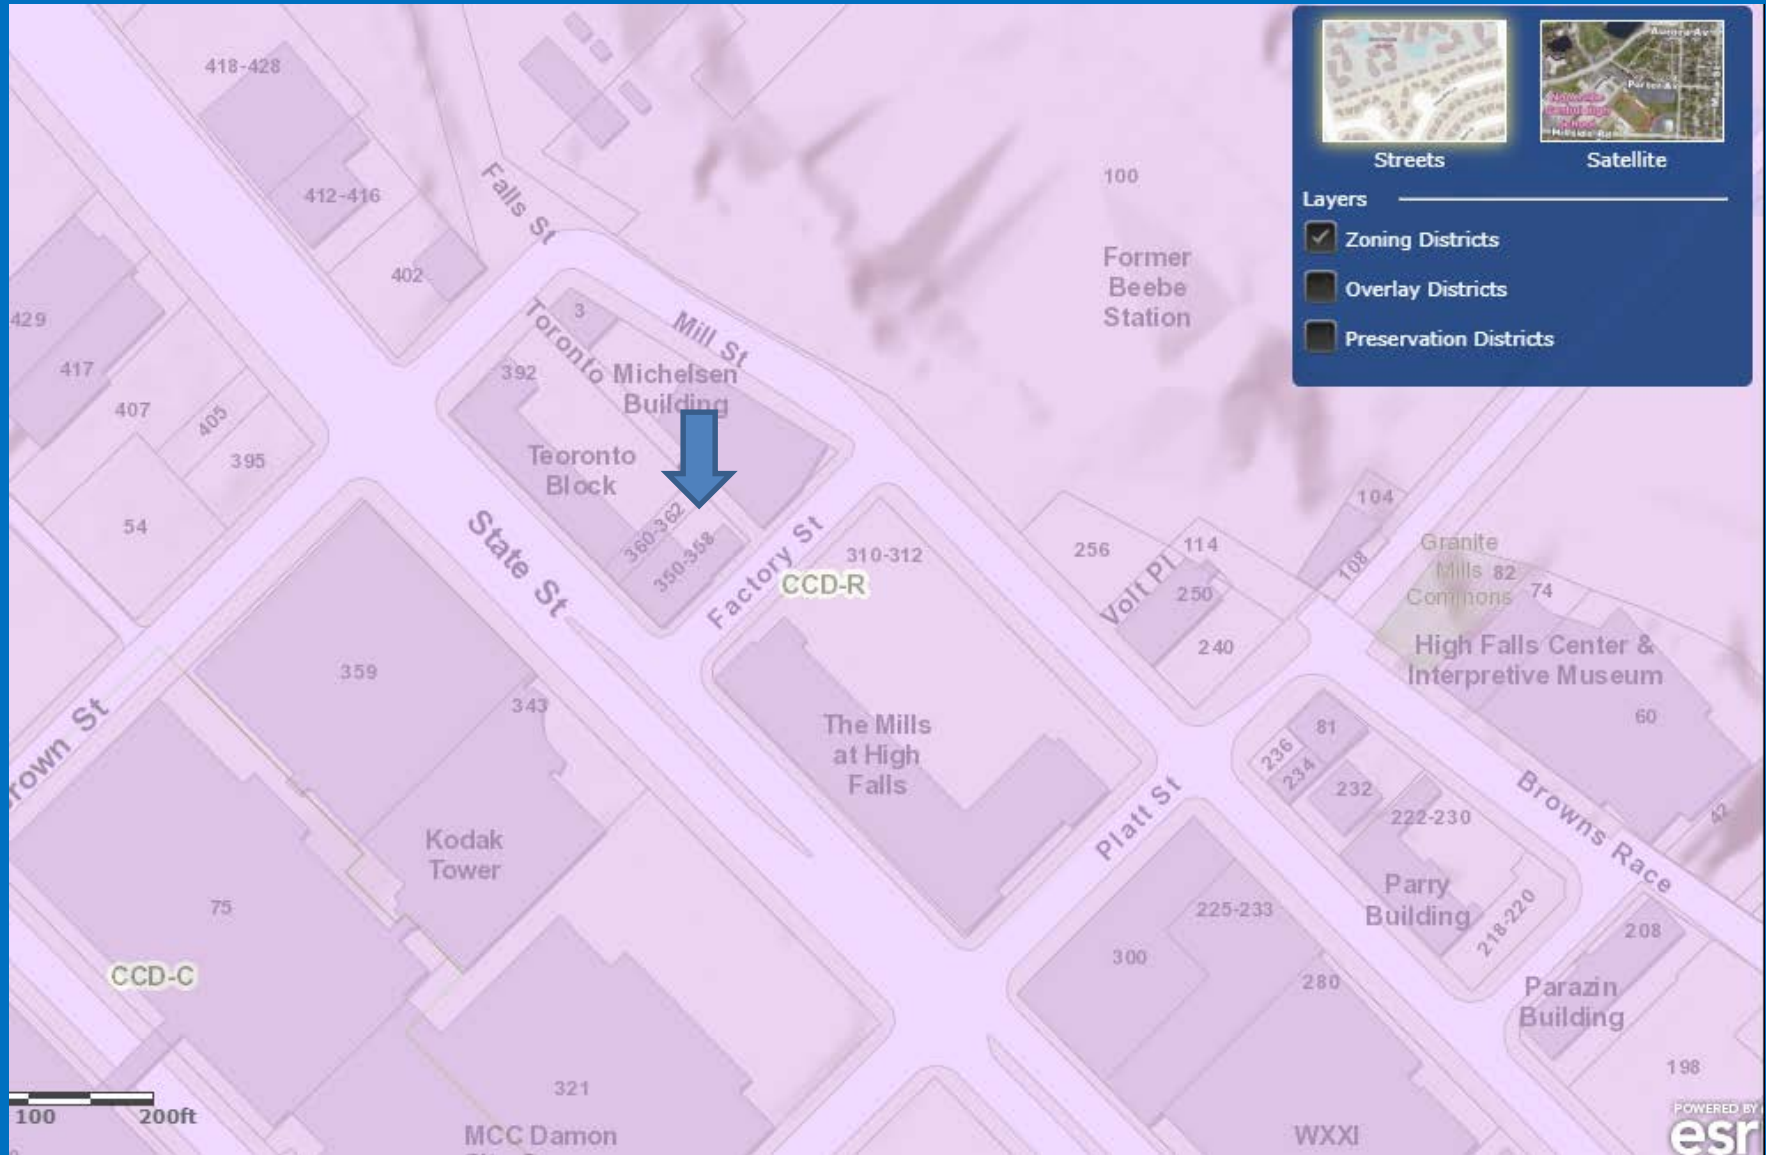 418-428
412-416
402
Falls St
429
417
407
405
395
54
3
Toronto
392
Mill St
Michelsen
Building
Teoronto
Block
360-362
350-358
Factory St
State St
CCD-R
310-312
100
Former
Beebe
Station
Streets
Satellite
Layers
Zoning Districts
Overlay Districts
Preservation Districts
256
114
Volt Pl
250
240
104
108
Granite
Mills
Commons
82
74
High Falls Center &
Interpretive Museum
60
42
359
343
Kodak
Tower
75
CCD-C
The Mills
at High
Falls
Platt St
81
236
234
232
222-230
Browns Race
Parry
Building
218-220
208
225-233
300
280
Parazin
Building
198
321
MCC Damon
WXXI
100
200ft
POWERED BY
esr